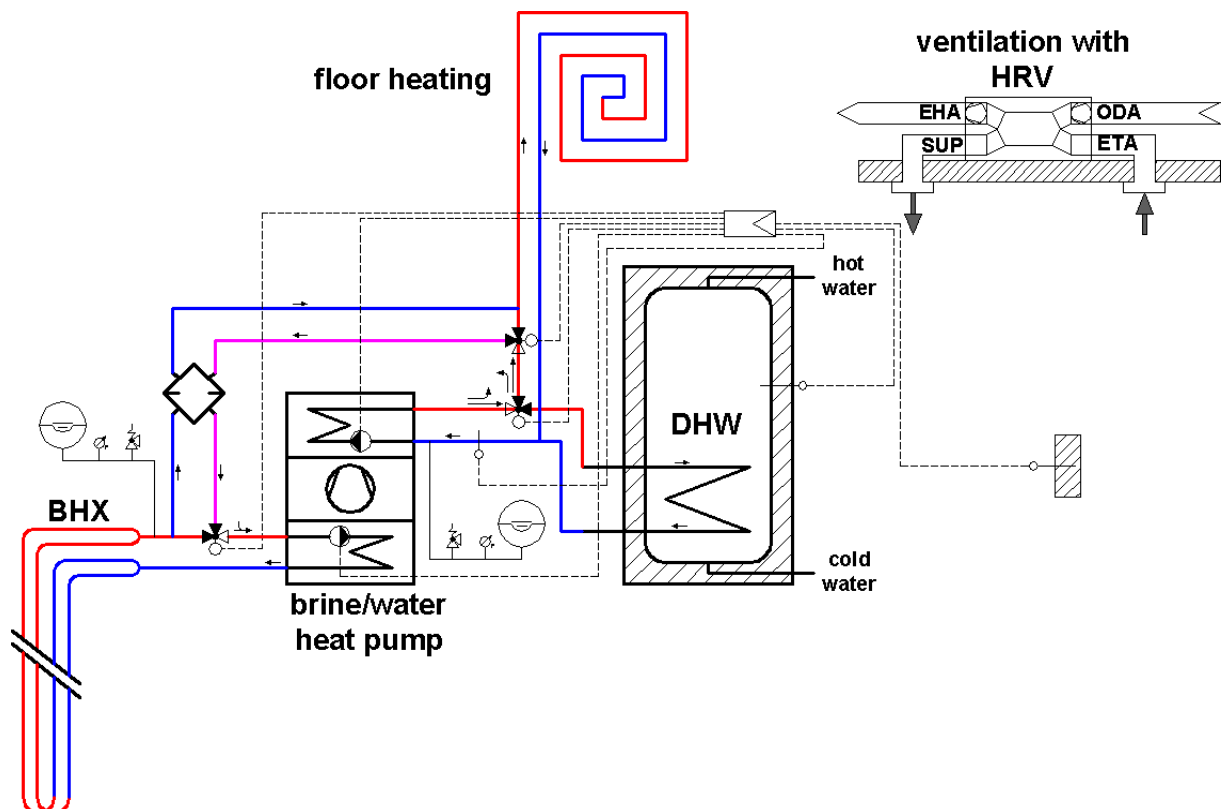 floor heating
ventilation with
HRV
EHA
ODA
SUP
ETA
hot
water
DHW
BHX
cold
water
brine/water
heat pump